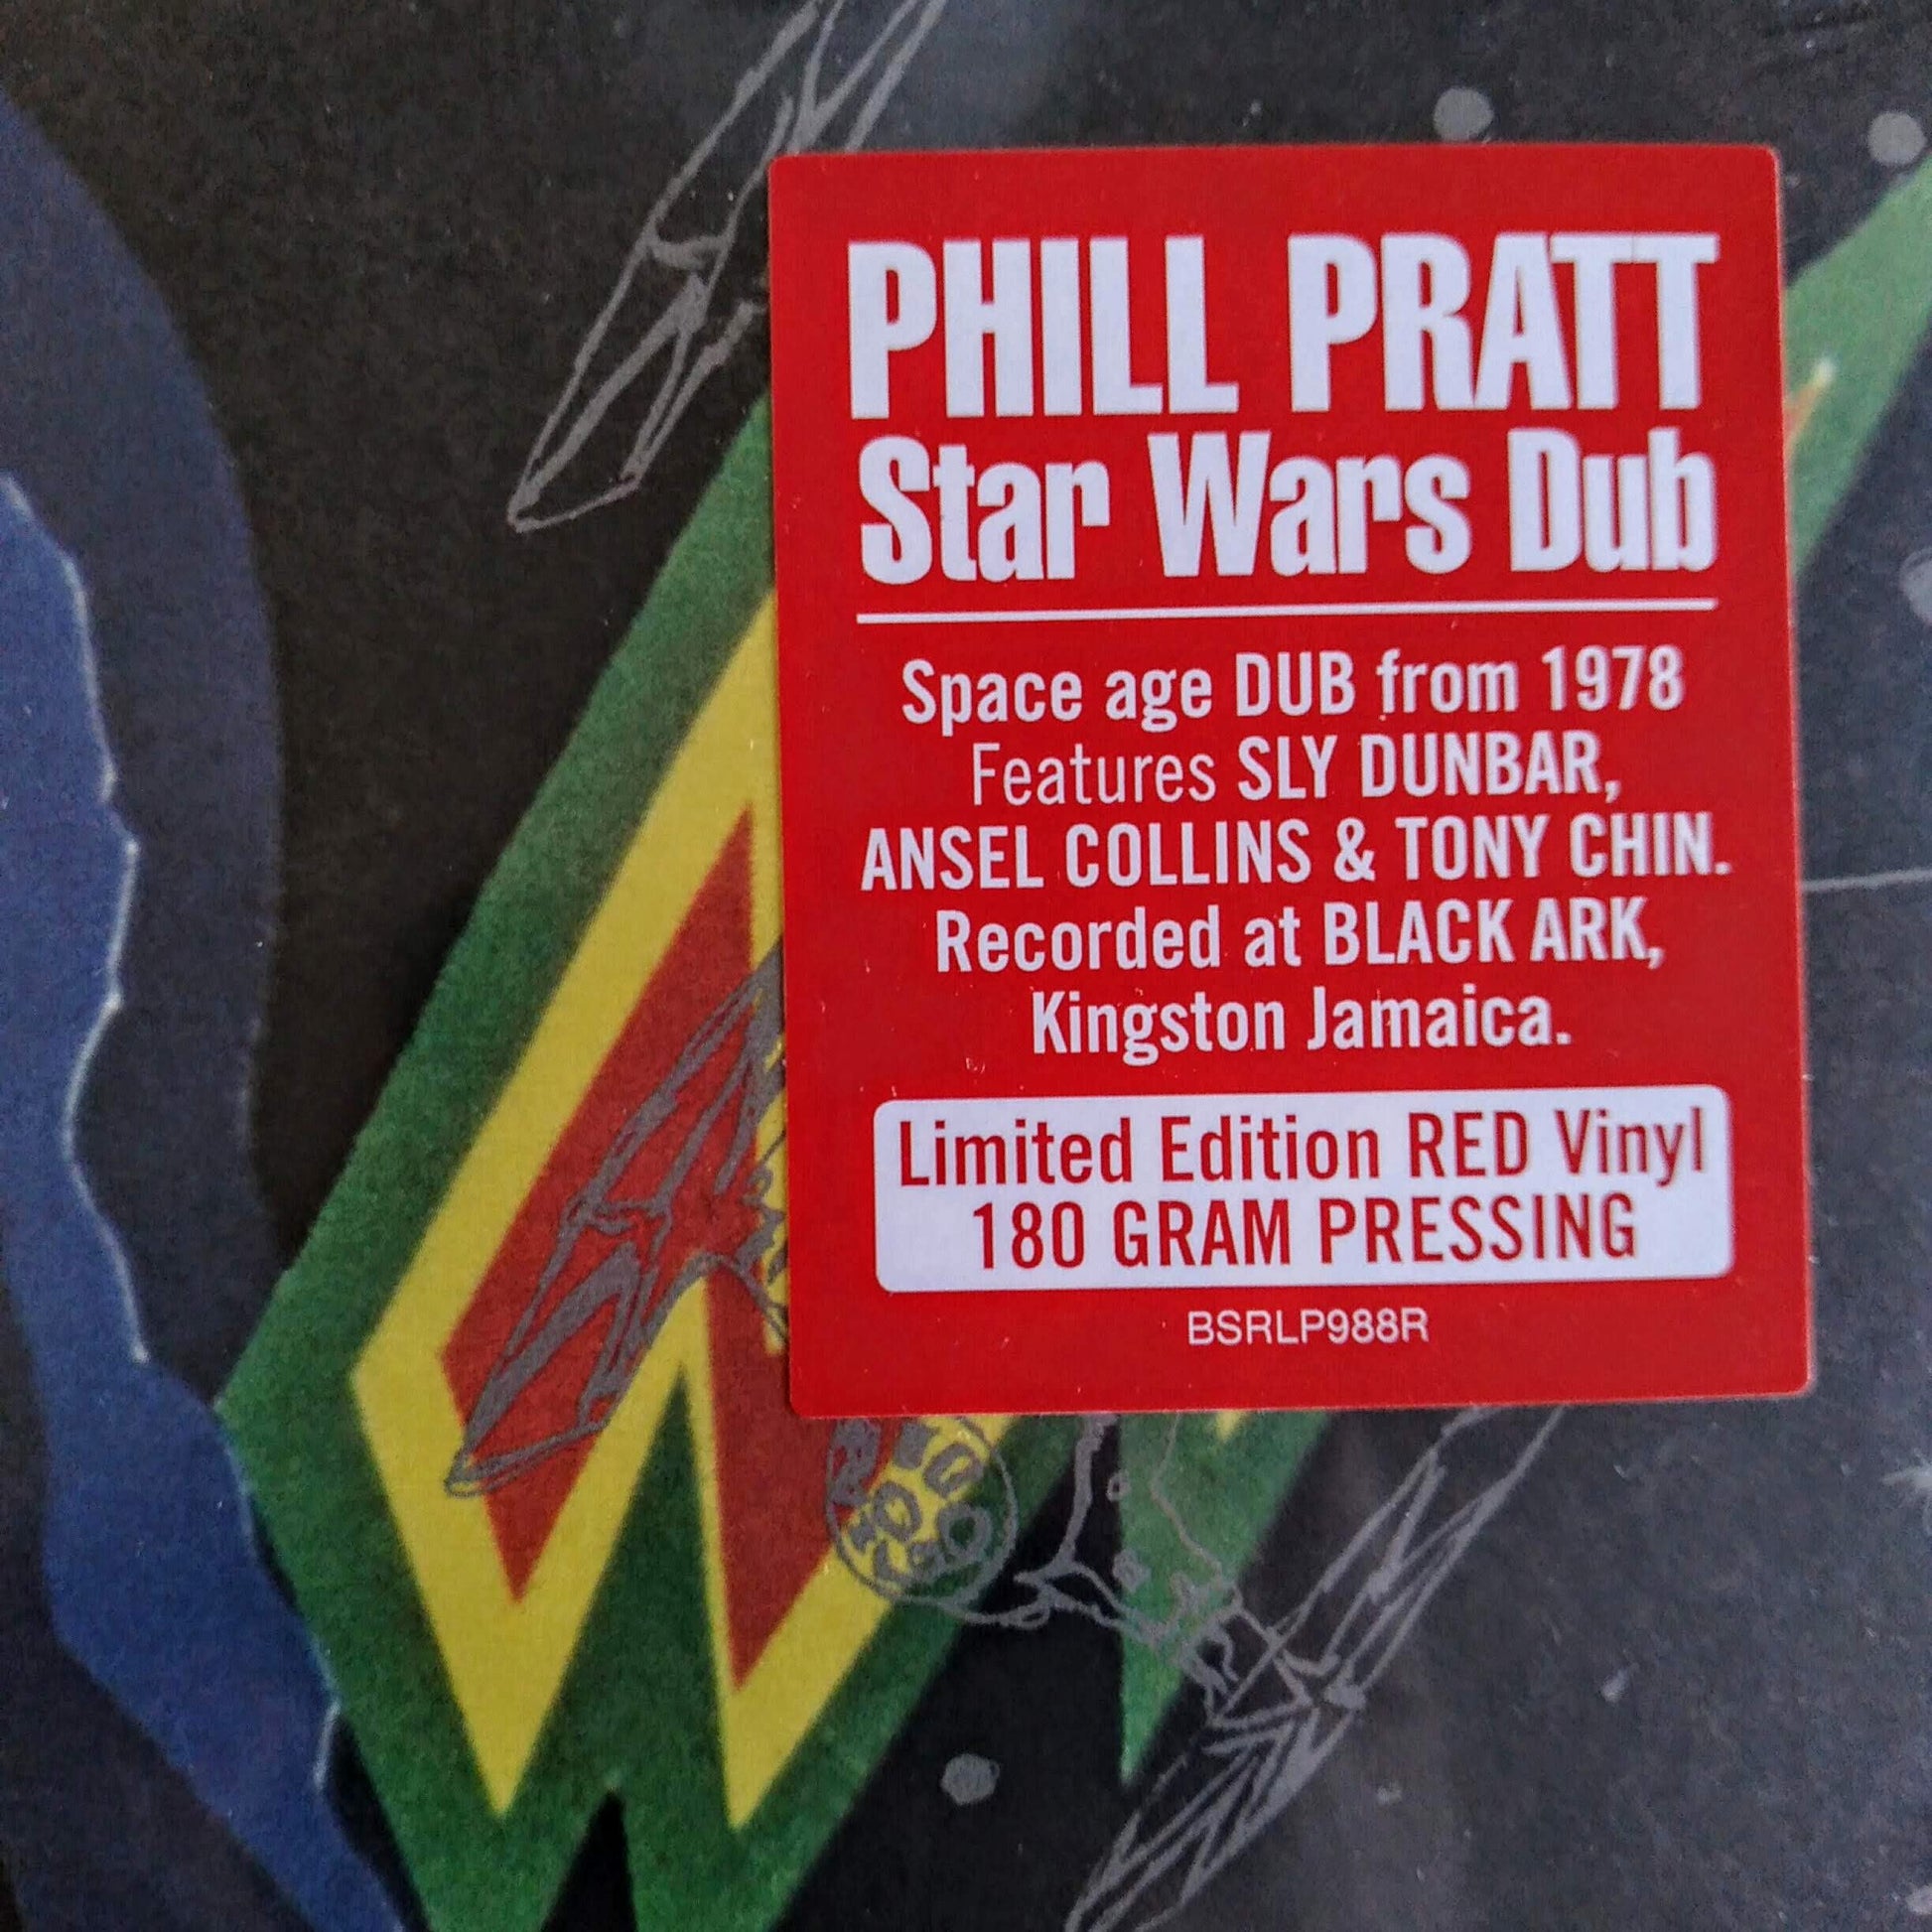 PHILL PRATT
Star Wars Dub
Space age DUB from 1978
Features SLY DUNBAR,
ANSEL COLLINS & TONY CHIN.
Recorded at BLACK ARK,
Kingston Jamaica.
Limited Edition RED Vinyl
180 GRAM PRESSING
BSRLP988R